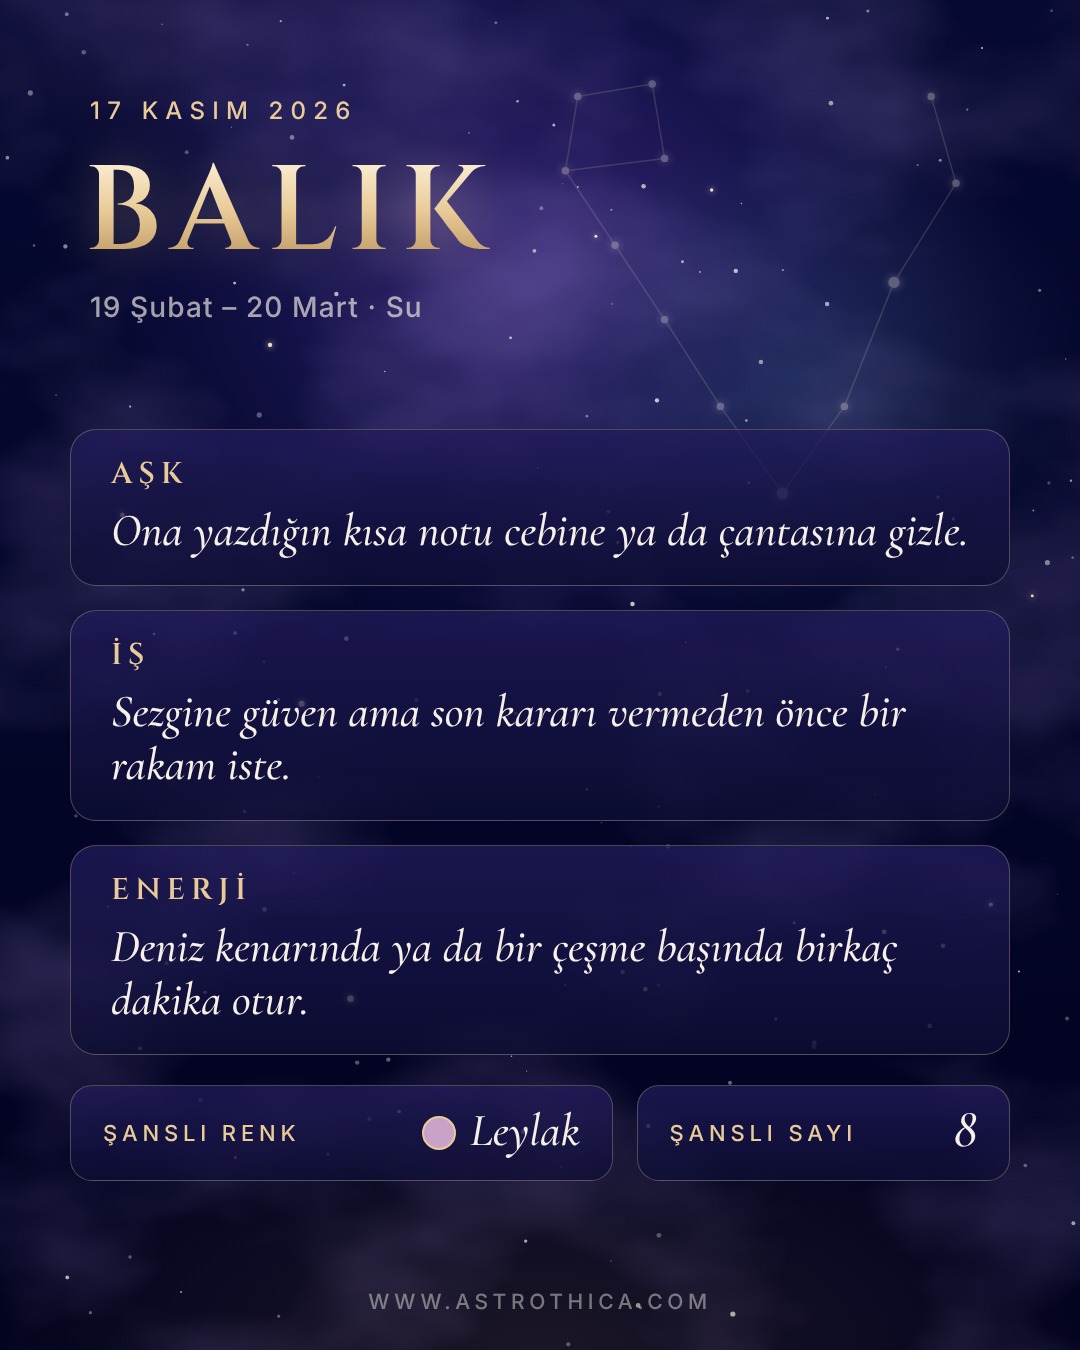 17 KASIM 2026
BALIK
19 Şubat – 20 Mart · Su
AŞK
Ona yazdığın kısa notu cebine ya da çantasına gizle.
İŞ
Sezgine güven ama son kararı vermeden önce bir
rakam iste.
ENERJİ
Deniz kenarında ya da bir çeşme başında birkaç
dakika otur.
ŞANSLI RENK
Leylak
ŞANSLI SAYI
8
WWW.ASTROTHICA.COM